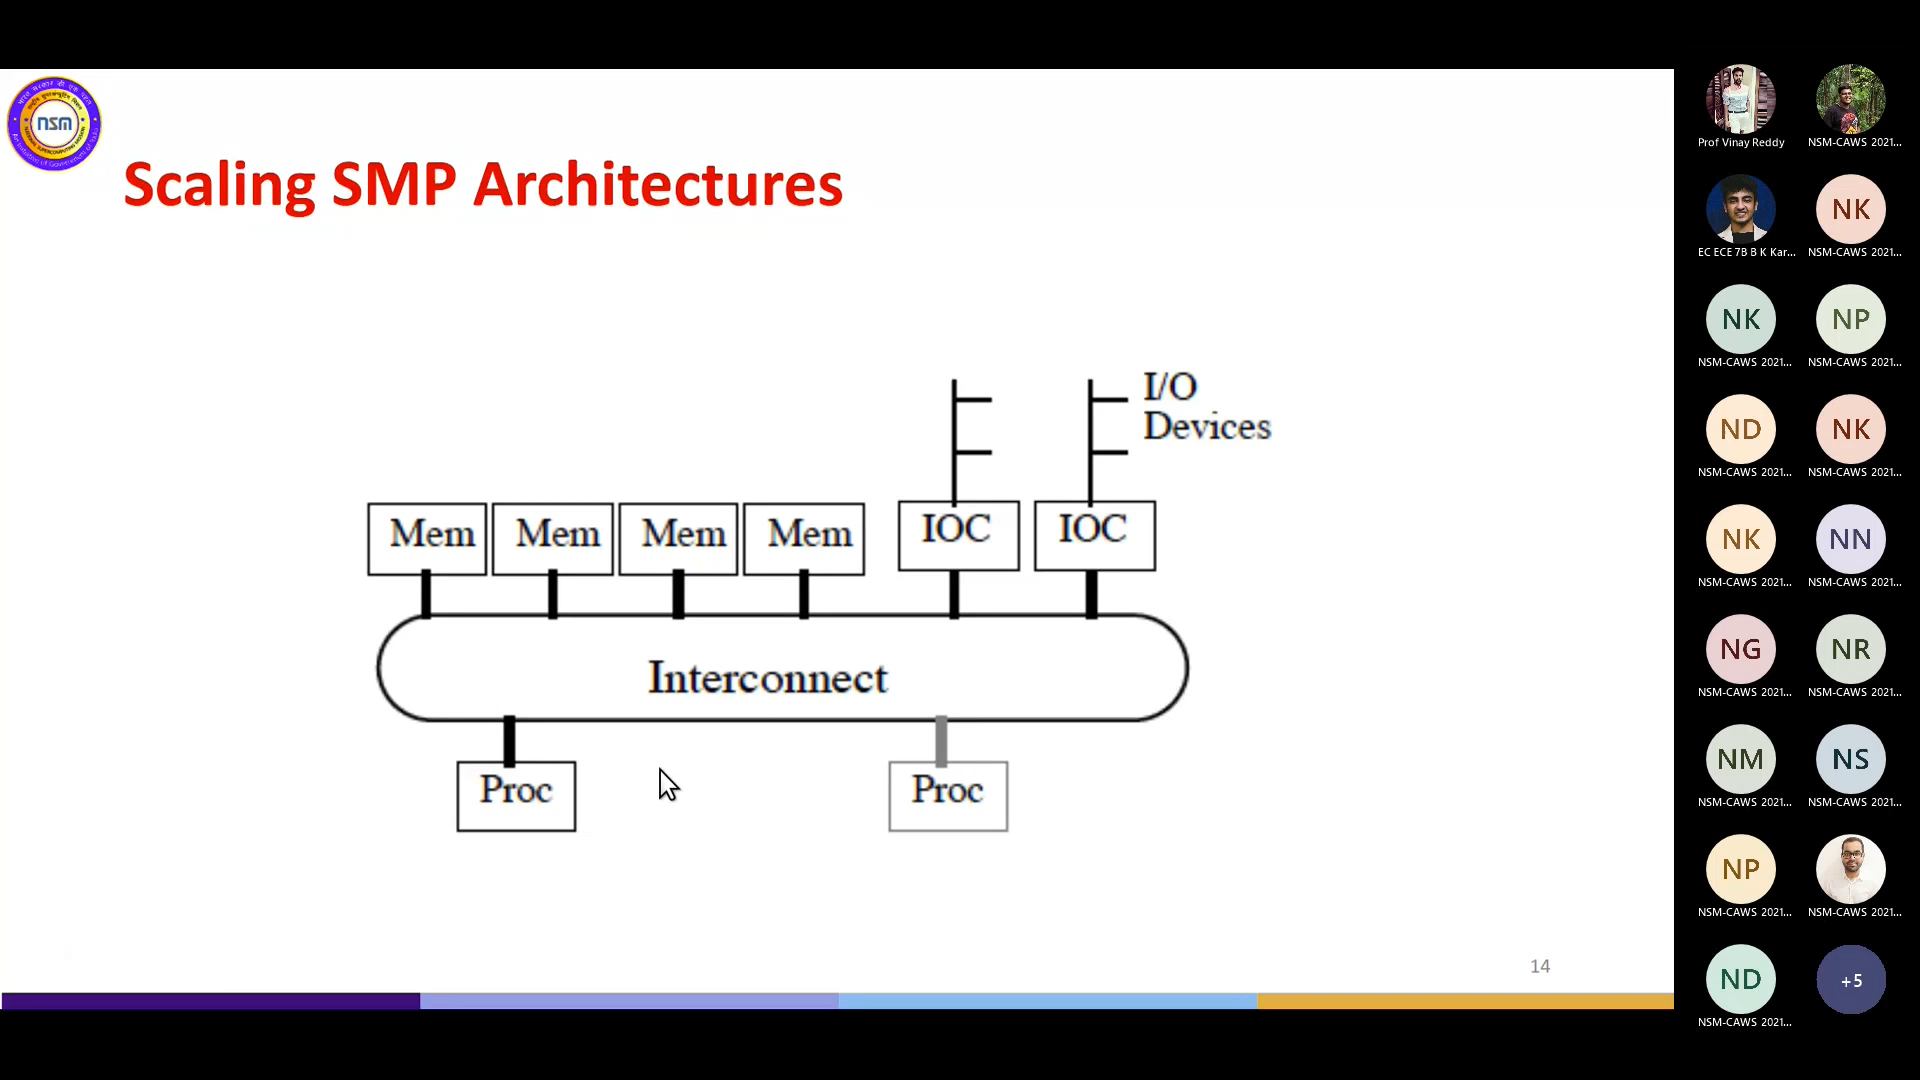 nsm
Scaling SMP Architectures
I/O
Devices
Mem Mem Mem Mem IOC IOC
Interconnect
Proc Proc
14
Prof Vinay Reddy NSM-CAWS 2021...
NK
EC ECE 7B B K Kar... NSM-CAWS 2021...
NK NP
NSM-CAWS 2021... NSM-CAWS 2021...
ND NK
NSM-CAWS 2021... NSM-CAWS 2021...
NK NN
NSM-CAWS 2021... NSM-CAWS 2021...
NG NR
NSM-CAWS 2021... NSM-CAWS 2021...
NM NS
NSM-CAWS 2021... NSM-CAWS 2021...
NP
NSM-CAWS 2021... NSM-CAWS 2021...
ND +5
NSM-CAWS 2021...